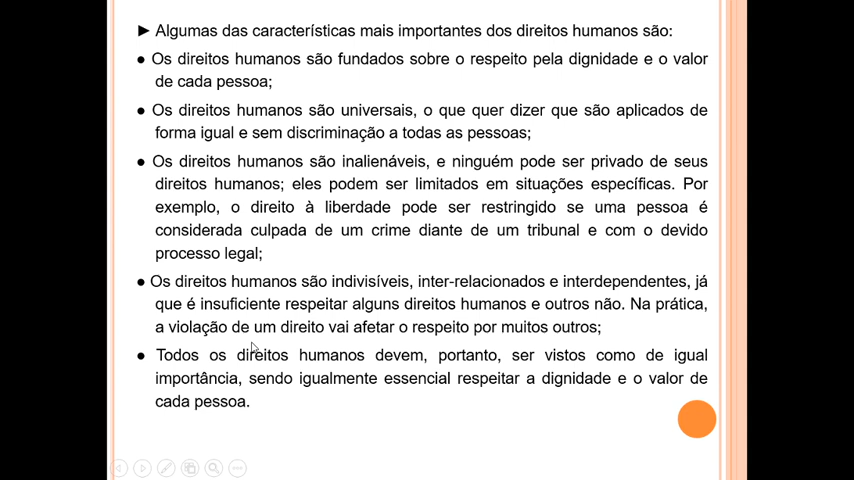 ► Algumas das características mais importantes dos direitos humanos são:
● Os direitos humanos são fundados sobre o respeito pela dignidade e o valor
de cada pessoa;
● Os direitos humanos são universais, o que quer dizer que são aplicados de
forma igual e sem discriminação a todas as pessoas;
● Os direitos humanos são inalienáveis, e ninguém pode ser privado de seus
direitos humanos; eles podem ser limitados em situações específicas. Por
exemplo, o direito à liberdade pode ser restringido se uma pessoa é
considerada culpada de um crime diante de um tribunal e com o devido
processo legal;
● Os direitos humanos são indivisíveis, inter-relacionados e interdependentes, já
que é insuficiente respeitar alguns direitos humanos e outros não. Na prática,
a violação de um direito vai afetar o respeito por muitos outros;
● Todos os direitos humanos devem, portanto, ser vistos como de igual
importância, sendo igualmente essencial respeitar a dignidade e o valor de
cada pessoa.